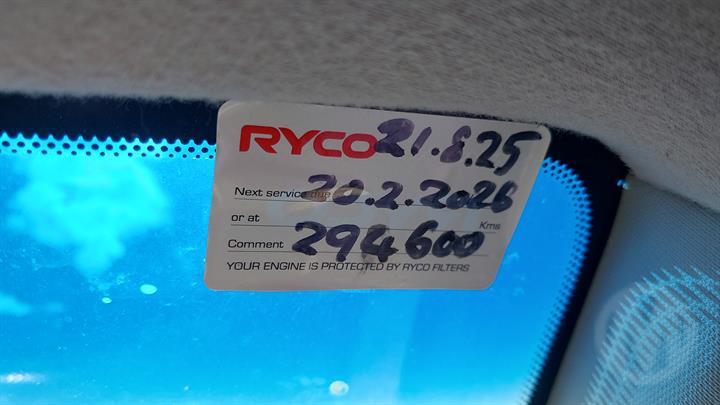 RYCO 21.8.25
Next service due 20.2.2026
or at Kms
Comment 294600
YOUR ENGINE IS PROTECTED BY RYCO FILTERS